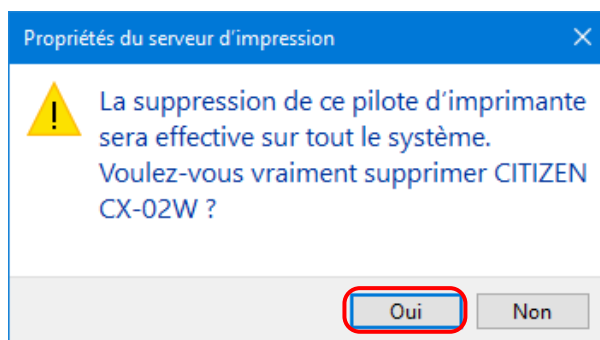 Propriétés du serveur d'impression
La suppression de ce pilote d'imprimante
sera effective sur tout le système.
Voulez-vous vraiment supprimer CITIZEN
CX-02W ?
Oui
Non